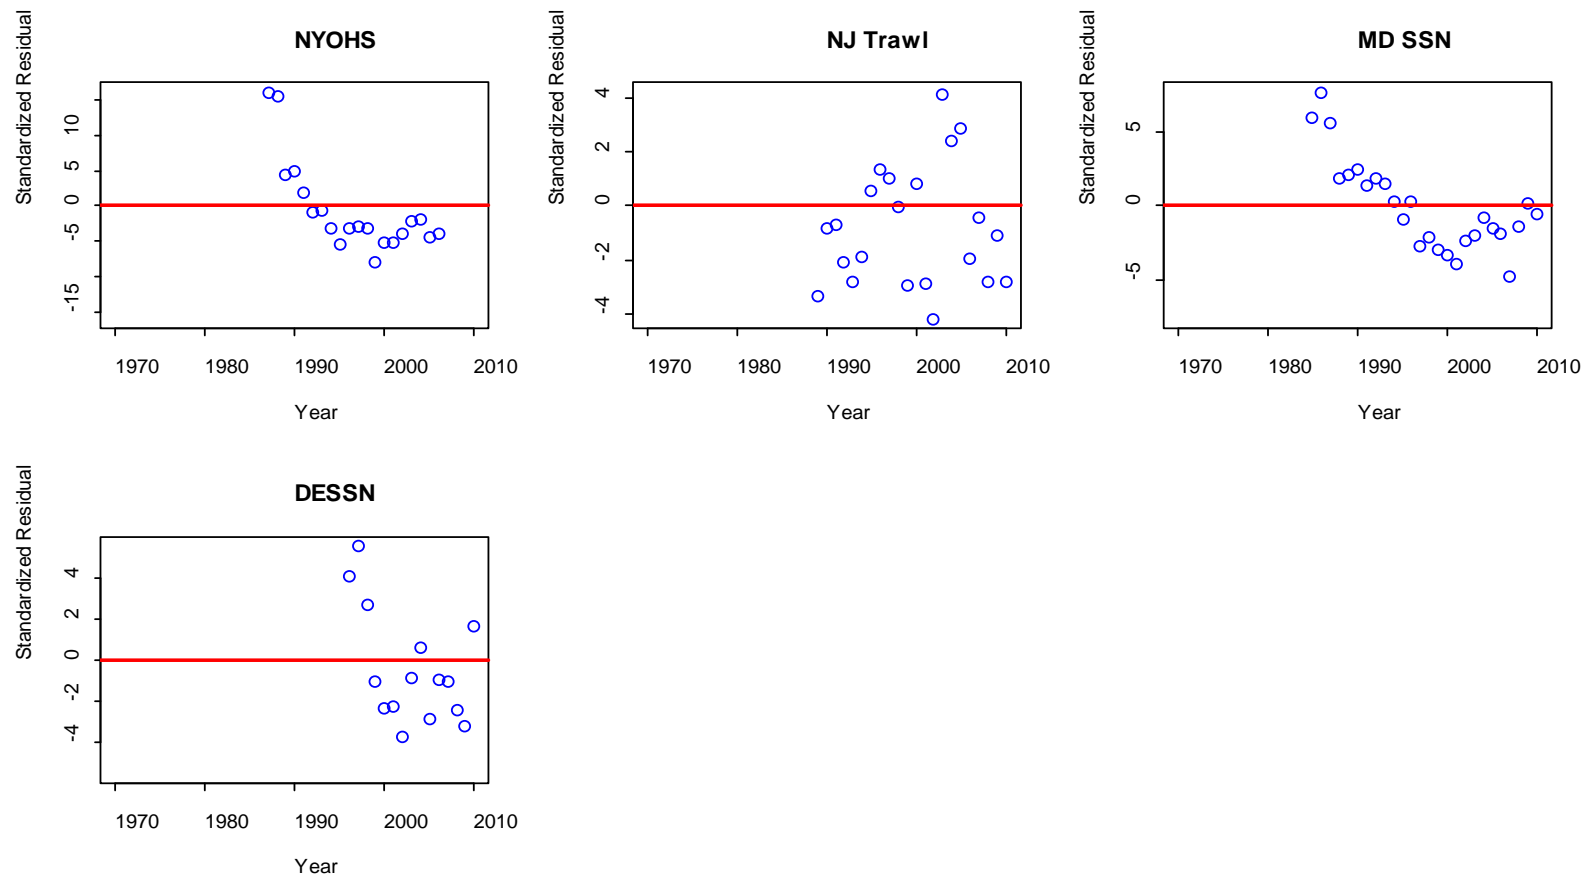 NYOHS
Standardized Residual
10
5
0
-5
-15
1970 1980 1990 2000 2010
Year
NJ Trawl
Standardized Residual
4
2
0
-2
-4
1970 1980 1990 2000 2010
Year
MD SSN
Standardized Residual
5
0
-5
1970 1980 1990 2000 2010
Year
DESSN
Standardized Residual
4
2
0
-2
-4
1970 1980 1990 2000 2010
Year